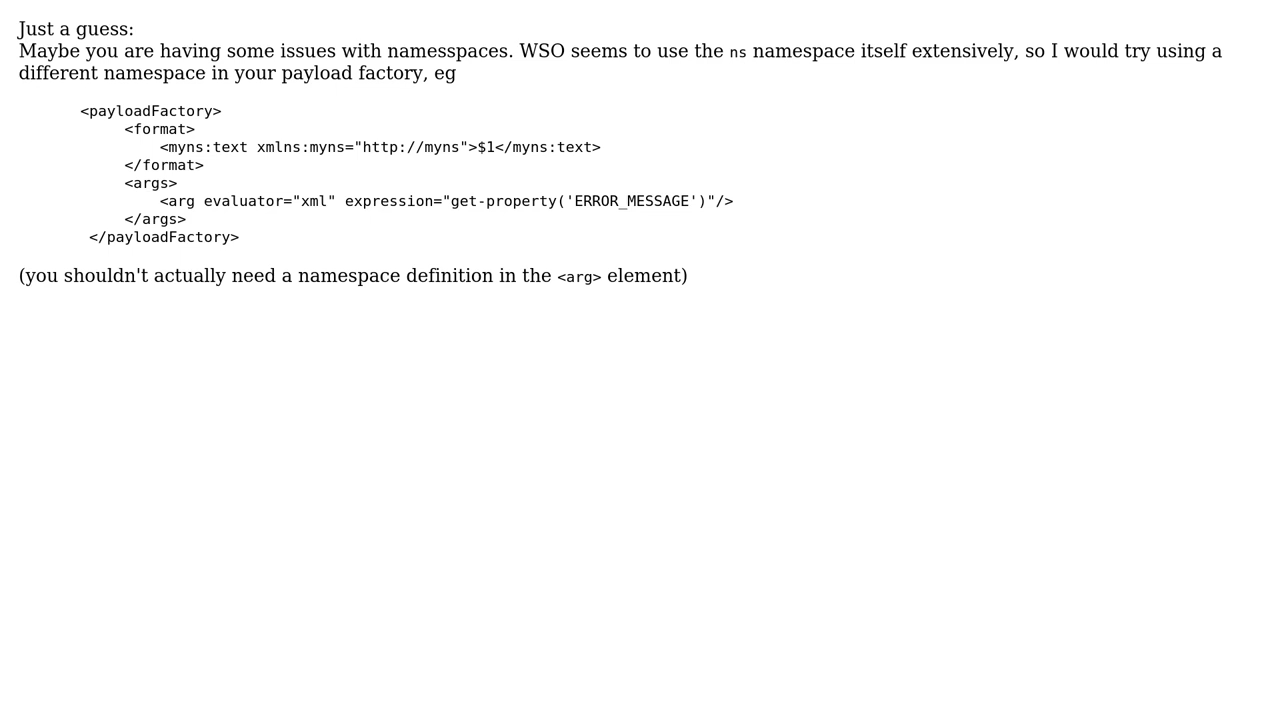 Just a guess:
Maybe you are having some issues with namesspaces. WSO seems to use the ns namespace itself extensively, so I would try using a
different namespace in your payload factory, eg
<payloadFactory>
<format>
<myns:text xmlns:myns="http://myns">$1</myns:text>
</format>
<args>
<arg evaluator="xml" expression="get-property('ERROR_MESSAGE')"/>
</args>
</payloadFactory>
(you shouldn't actually need a namespace definition in the <arg> element)